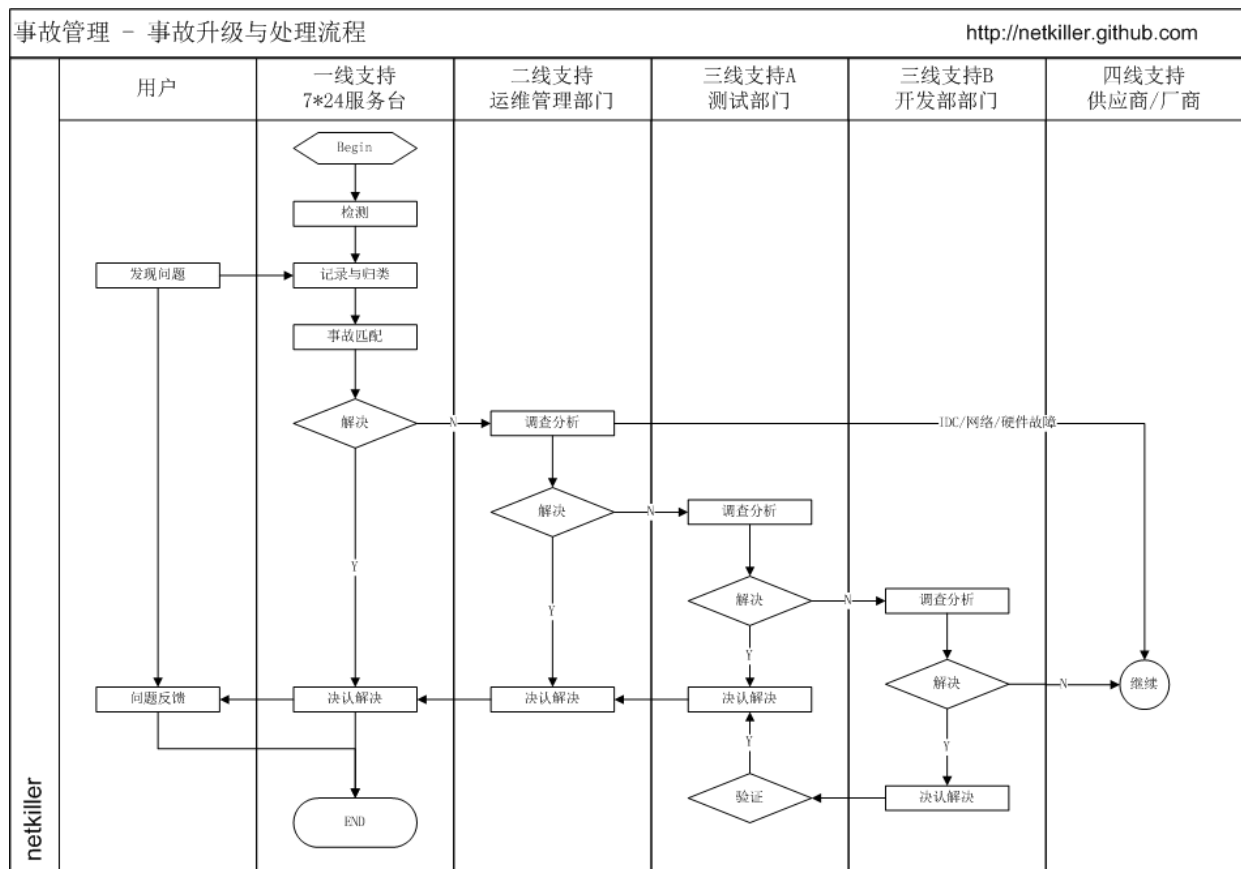 事故管理 - 事故升级与处理流程
http://netkiller.github.com
用户
一线支持
7*24服务台
二线支持
运维管理部门
三线支持A
测试部门
三线支持B
开发部部门
四线支持
供应商/厂商
Begin
检测
发现问题
记录与归类
事故匹配
解决
N
调查分析
IDC/网络/硬件故障
解决
N
调查分析
Y
Y
解决
N
调查分析
Y
解决
N
继续
问题反馈
决认解决
决认解决
决认解决
Y
Y
验证
决认解决
END
netkiller